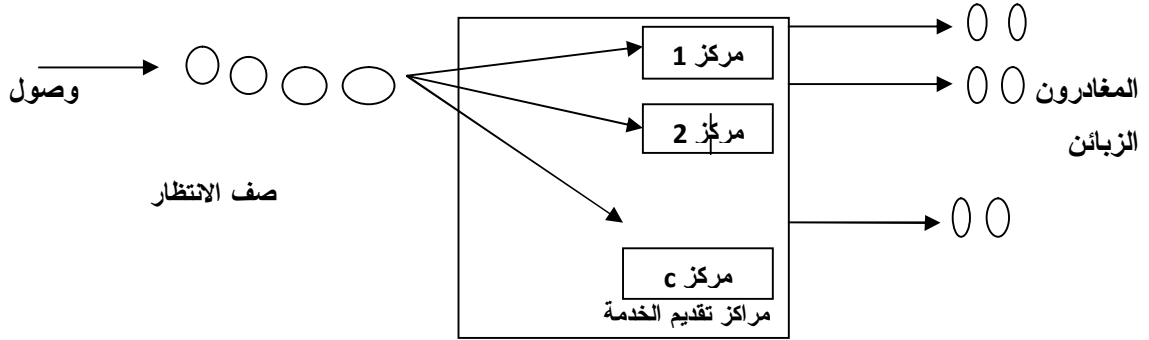 مركز 1
وصول
المغادرون
مركز 2
الزبائن
صف الانتظار
مركز c
مراكز تقديم الخدمة